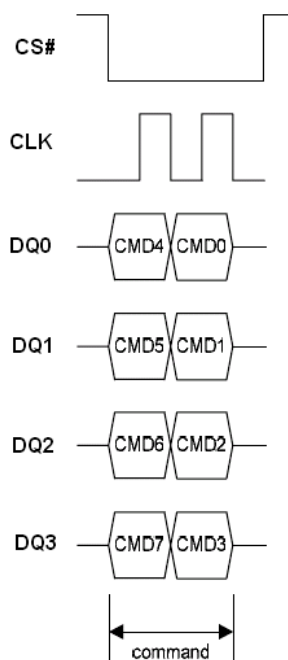 CS#
CLK
DQ0 CMD4 CMD0
DQ1 CMD5 CMD1
DQ2 CMD6 CMD2
DQ3 CMD7 CMD3
command